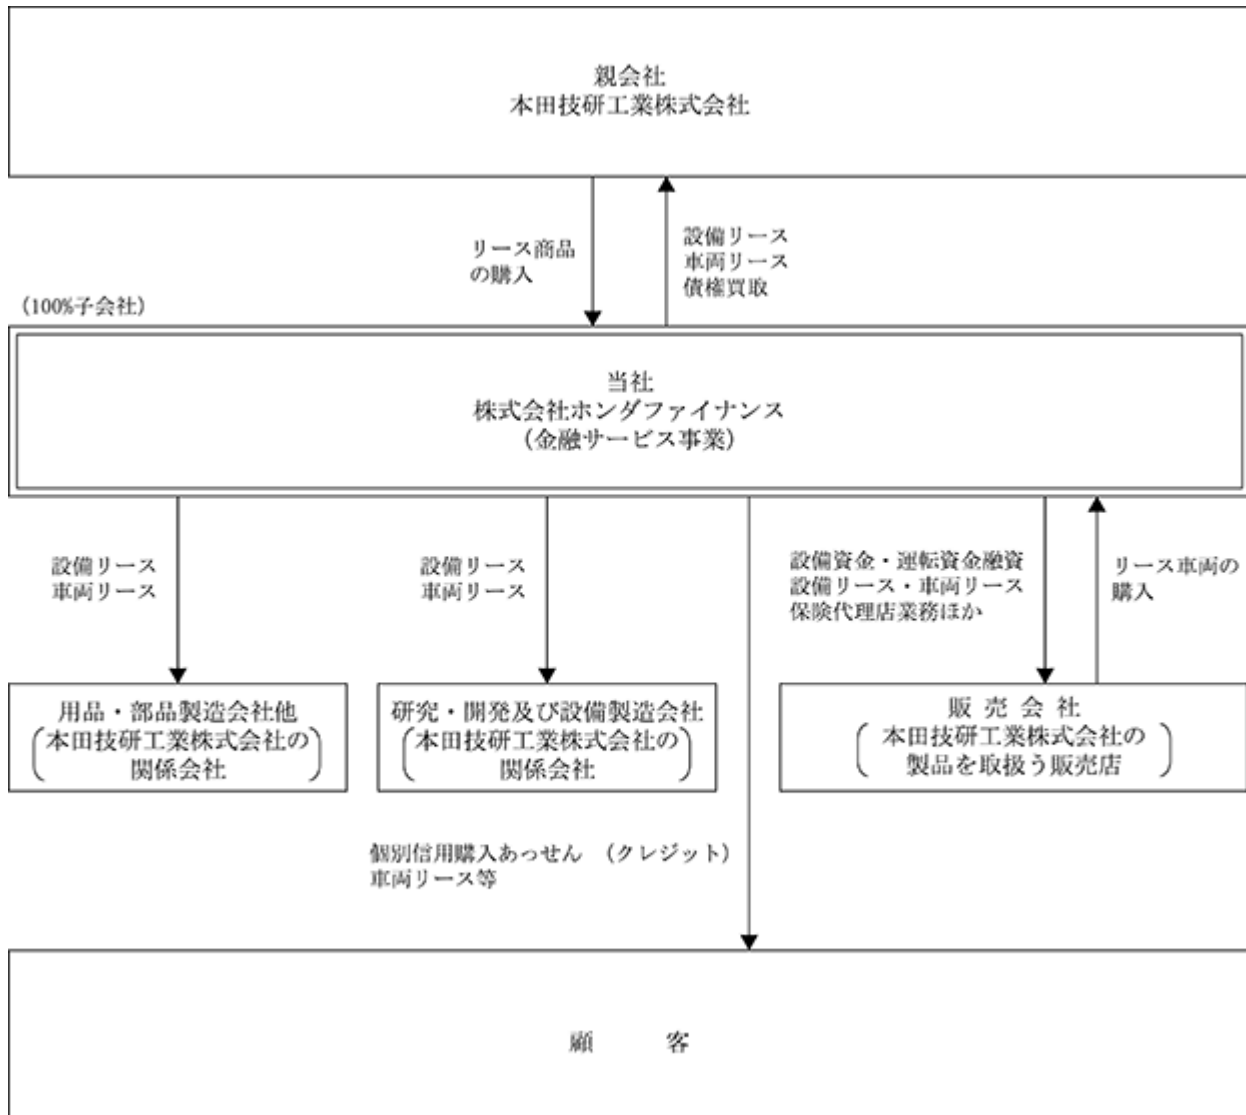 親会社
本田技研工業株式会社
リース商品
の購入
設備リース
車両リース
債権買取
(100%子会社)
当社
株式会社ホンダファイナンス
(金融サービス事業)
設備リース
車両リース
設備リース
車両リース
設備資金・運転資金融資
設備リース・車両リース
保険代理店業務ほか
リース車両の
購入
用品・部品製造会社他
(本田技研工業株式会社の
関係会社)
研究・開発及び設備製造会社
(本田技研工業株式会社の
関係会社)
販売会社
(本田技研工業株式会社の
製品を取扱う販売店)
個別信用購入あっせん (クレジット)
車両リース等
顧客